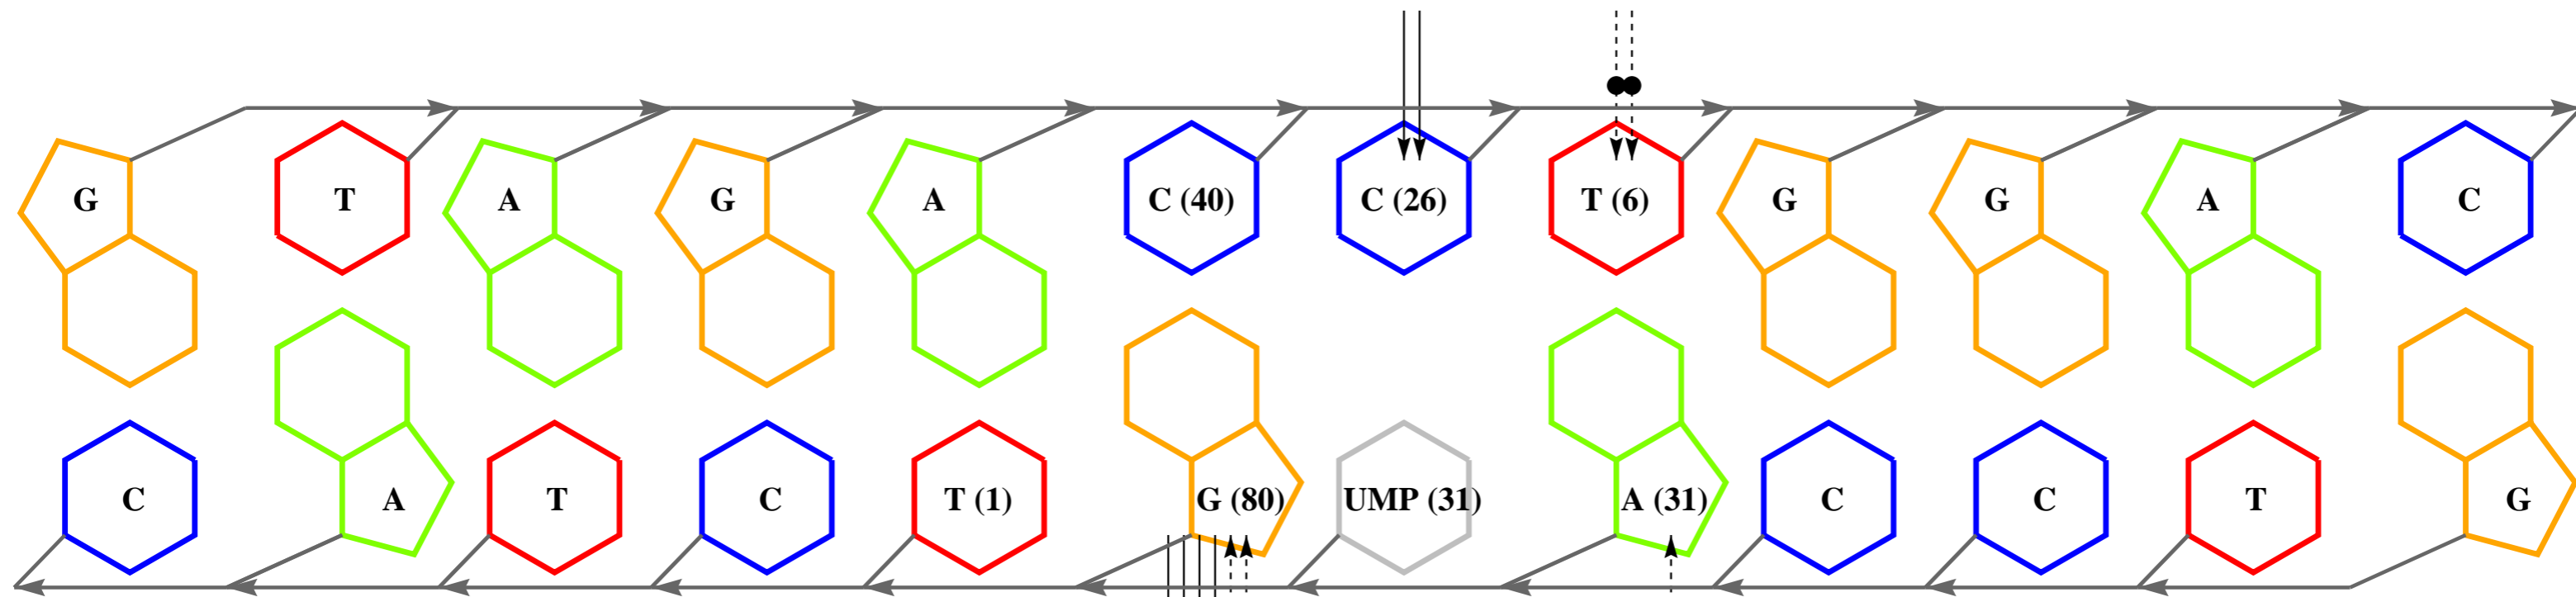 G T A G A C (40) C (26) T (6) G G A C
C A T C T (1) G (80) UMP (31) A (31) C C T G